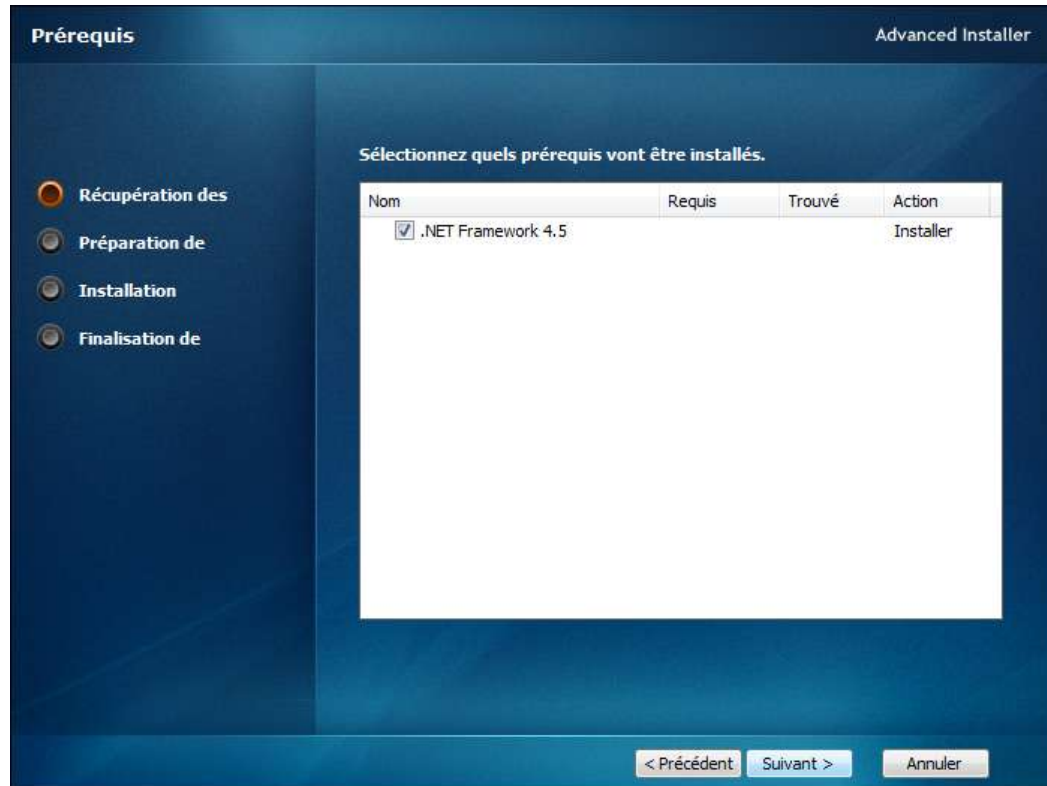 Prérequis
Advanced Installer
Sélectionnez quels prérequis vont être installés.
Récupération des
Préparation de
Installation
Finalisation de
Nom Requis Trouvé Action
.NET Framework 4.5 Installer
< Précédent Suivant > Annuler